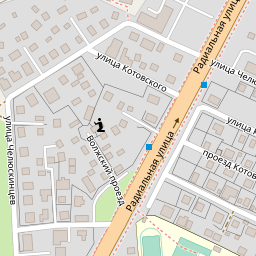 Радиальная улица
улица Котовского
улица Челю
улица К
проезд Котов
улица Челюскинцев
Волжский проезд
Радиальная улица